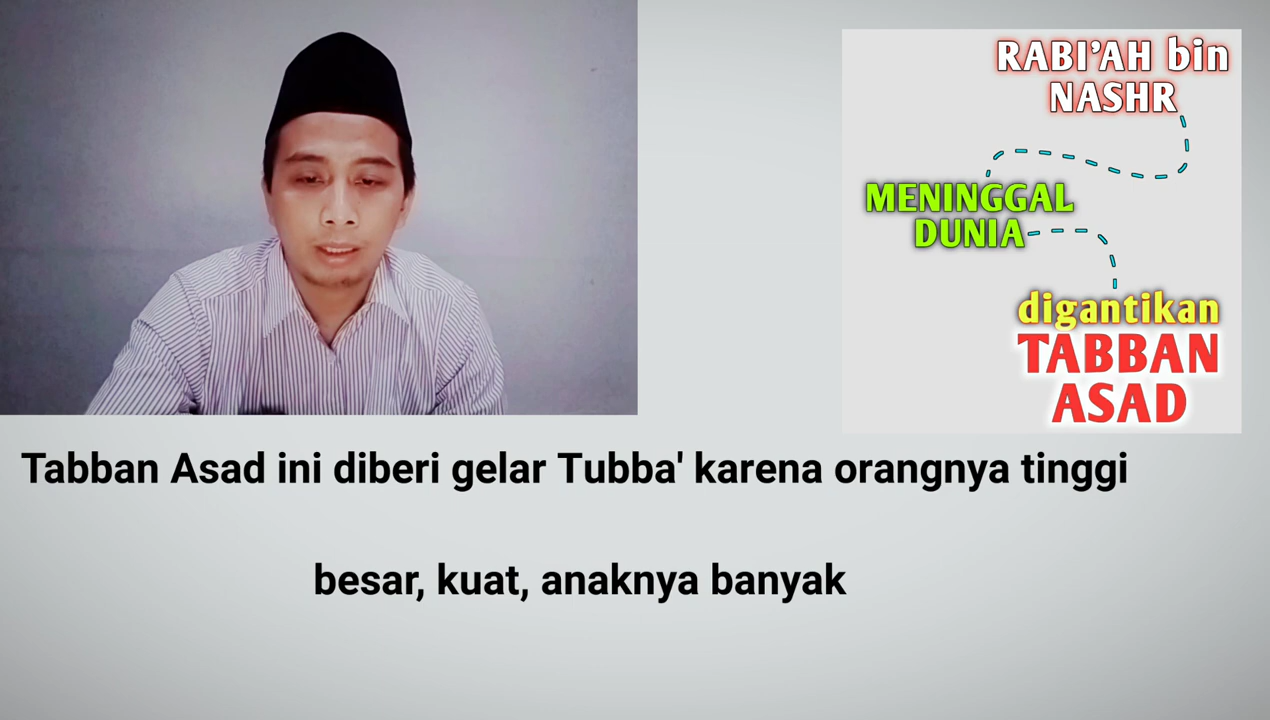 RABI'AH bin
NASHR
MENINGGAL
DUNIA
digantikan
TABBAN
ASAD
Tabban Asad ini diberi gelar Tubba' karena orangnya tinggi
besar, kuat, anaknya banyak